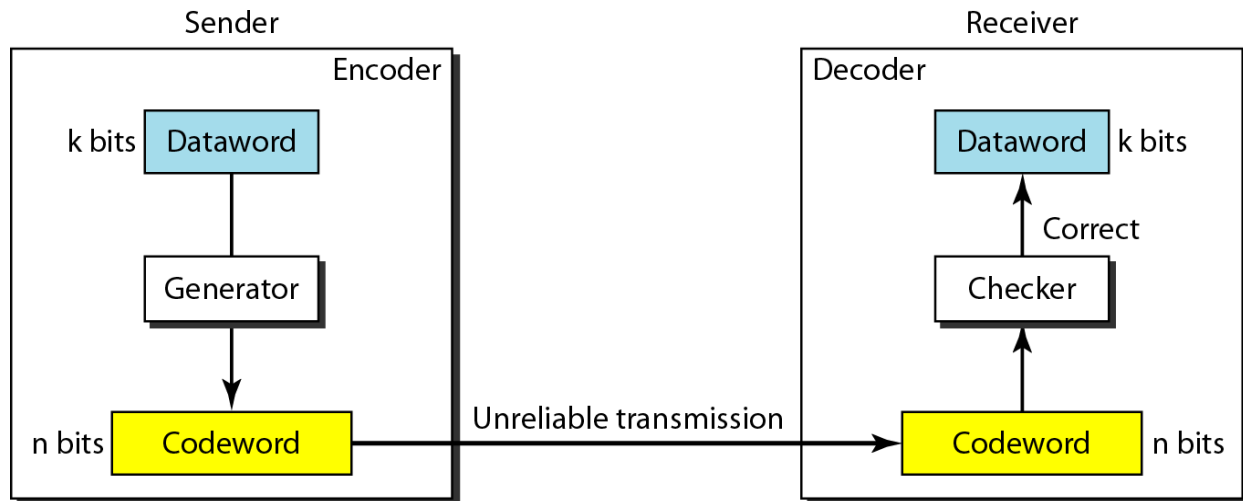 Sender
Encoder
k bits
Dataword
Generator
n bits
Codeword
Unreliable transmission
Receiver
Decoder
Dataword
k bits
Correct
Checker
Codeword
n bits